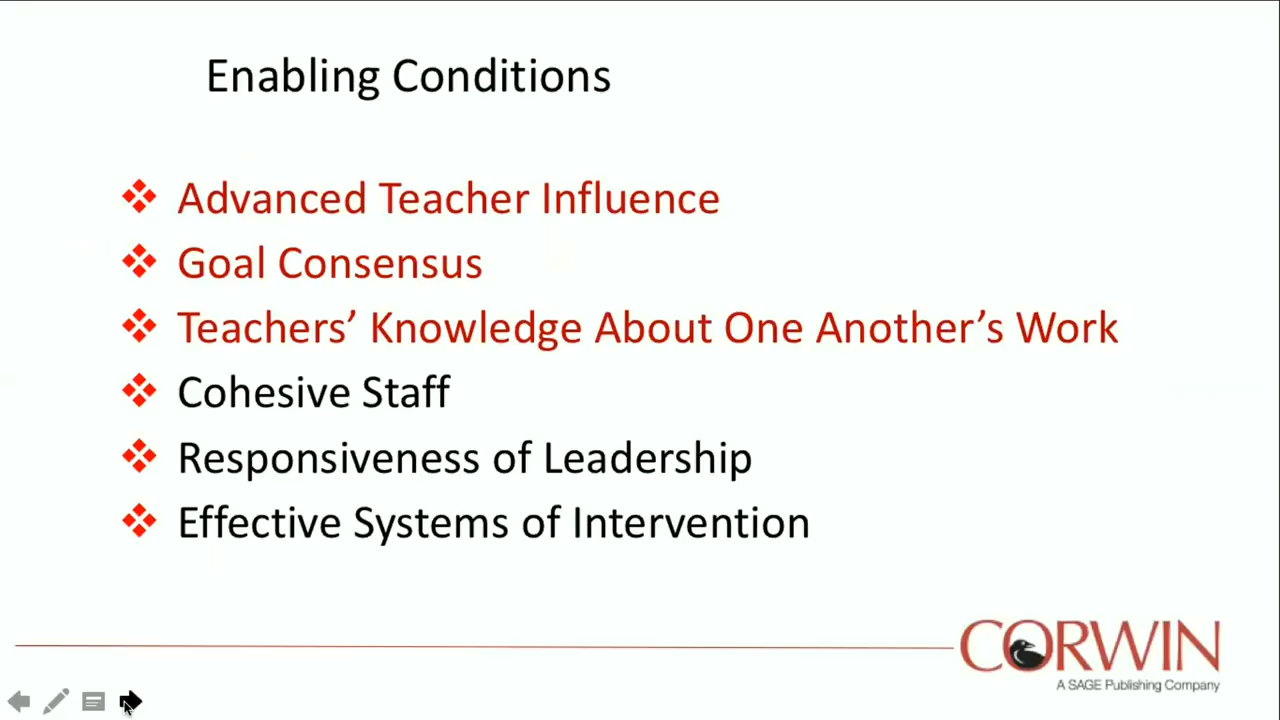 Enabling Conditions
Advanced Teacher Influence
Goal Consensus
Teachers’ Knowledge About One Another’s Work
Cohesive Staff
Responsiveness of Leadership
Effective Systems of Intervention
CORWIN
A SAGE Publishing Company